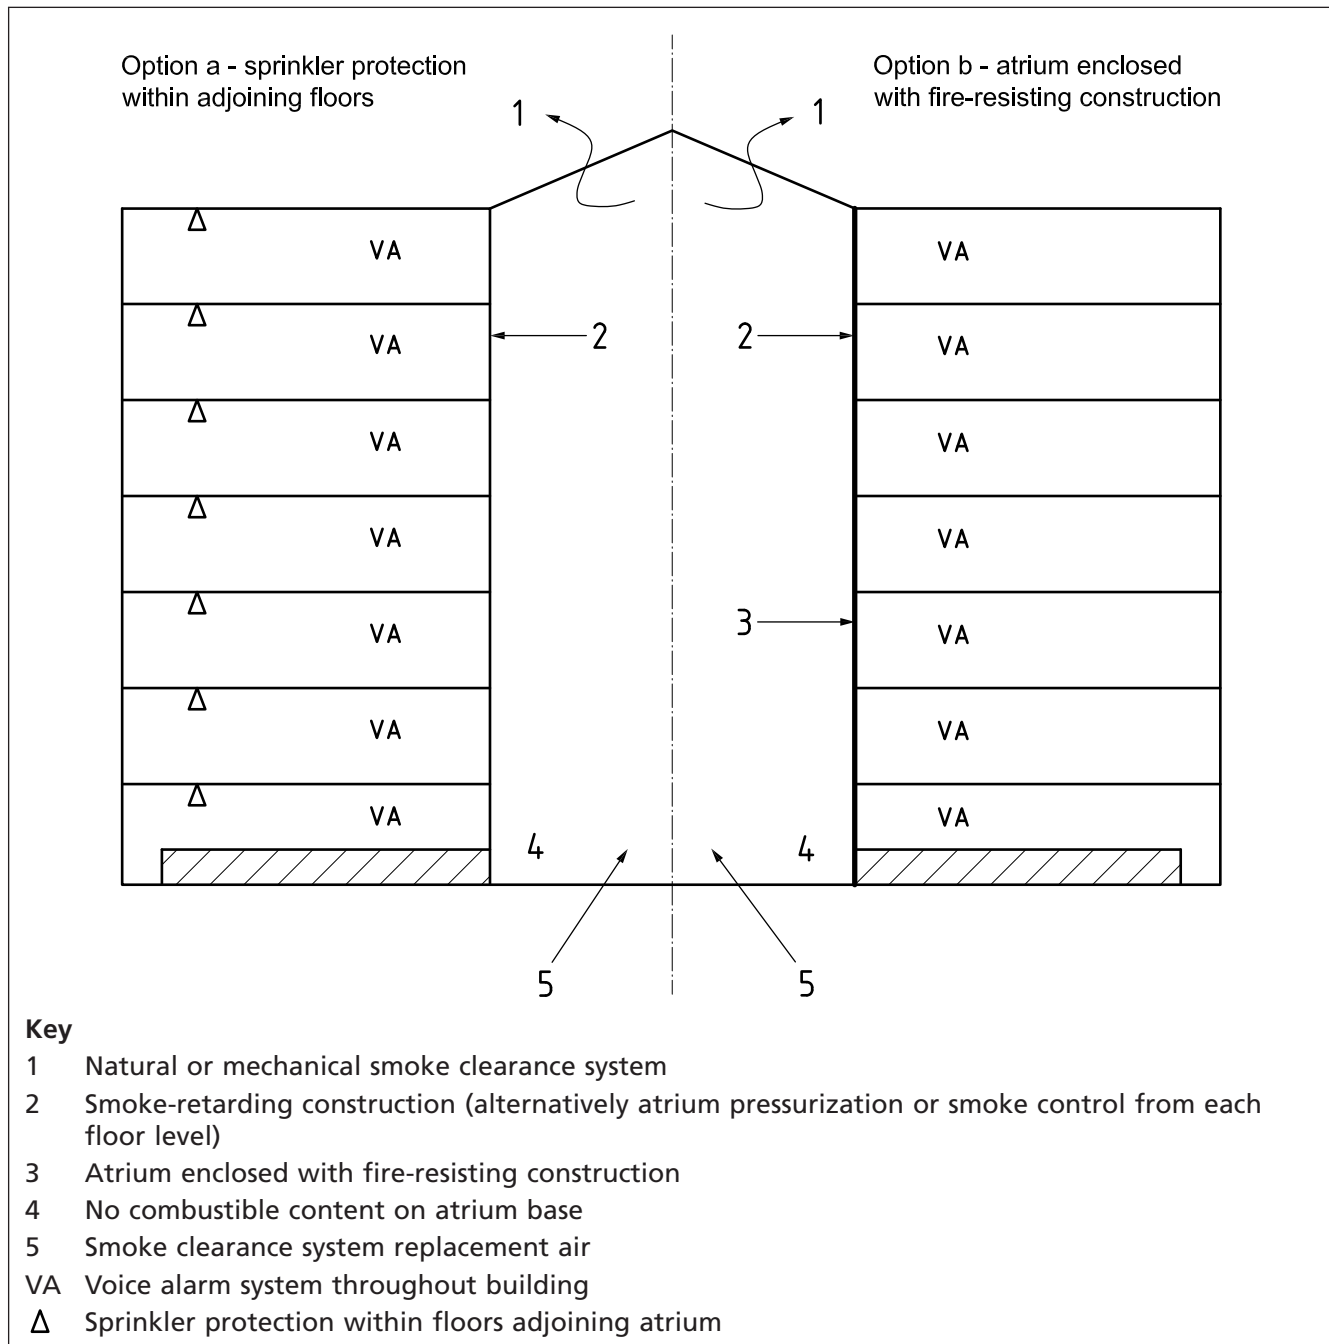 Option a - sprinkler protection
within adjoining floors
Option b - atrium enclosed
with fire-resisting construction
1 1
VA VA
2 2
VA VA
VA VA
VA VA
3
VA VA
VA VA
VA VA
4 4
5 5
Key
1 Natural or mechanical smoke clearance system
2 Smoke-retarding construction (alternatively atrium pressurization or smoke control from each
floor level)
3 Atrium enclosed with fire-resisting construction
4 No combustible content on atrium base
5 Smoke clearance system replacement air
VA Voice alarm system throughout building
Δ Sprinkler protection within floors adjoining atrium